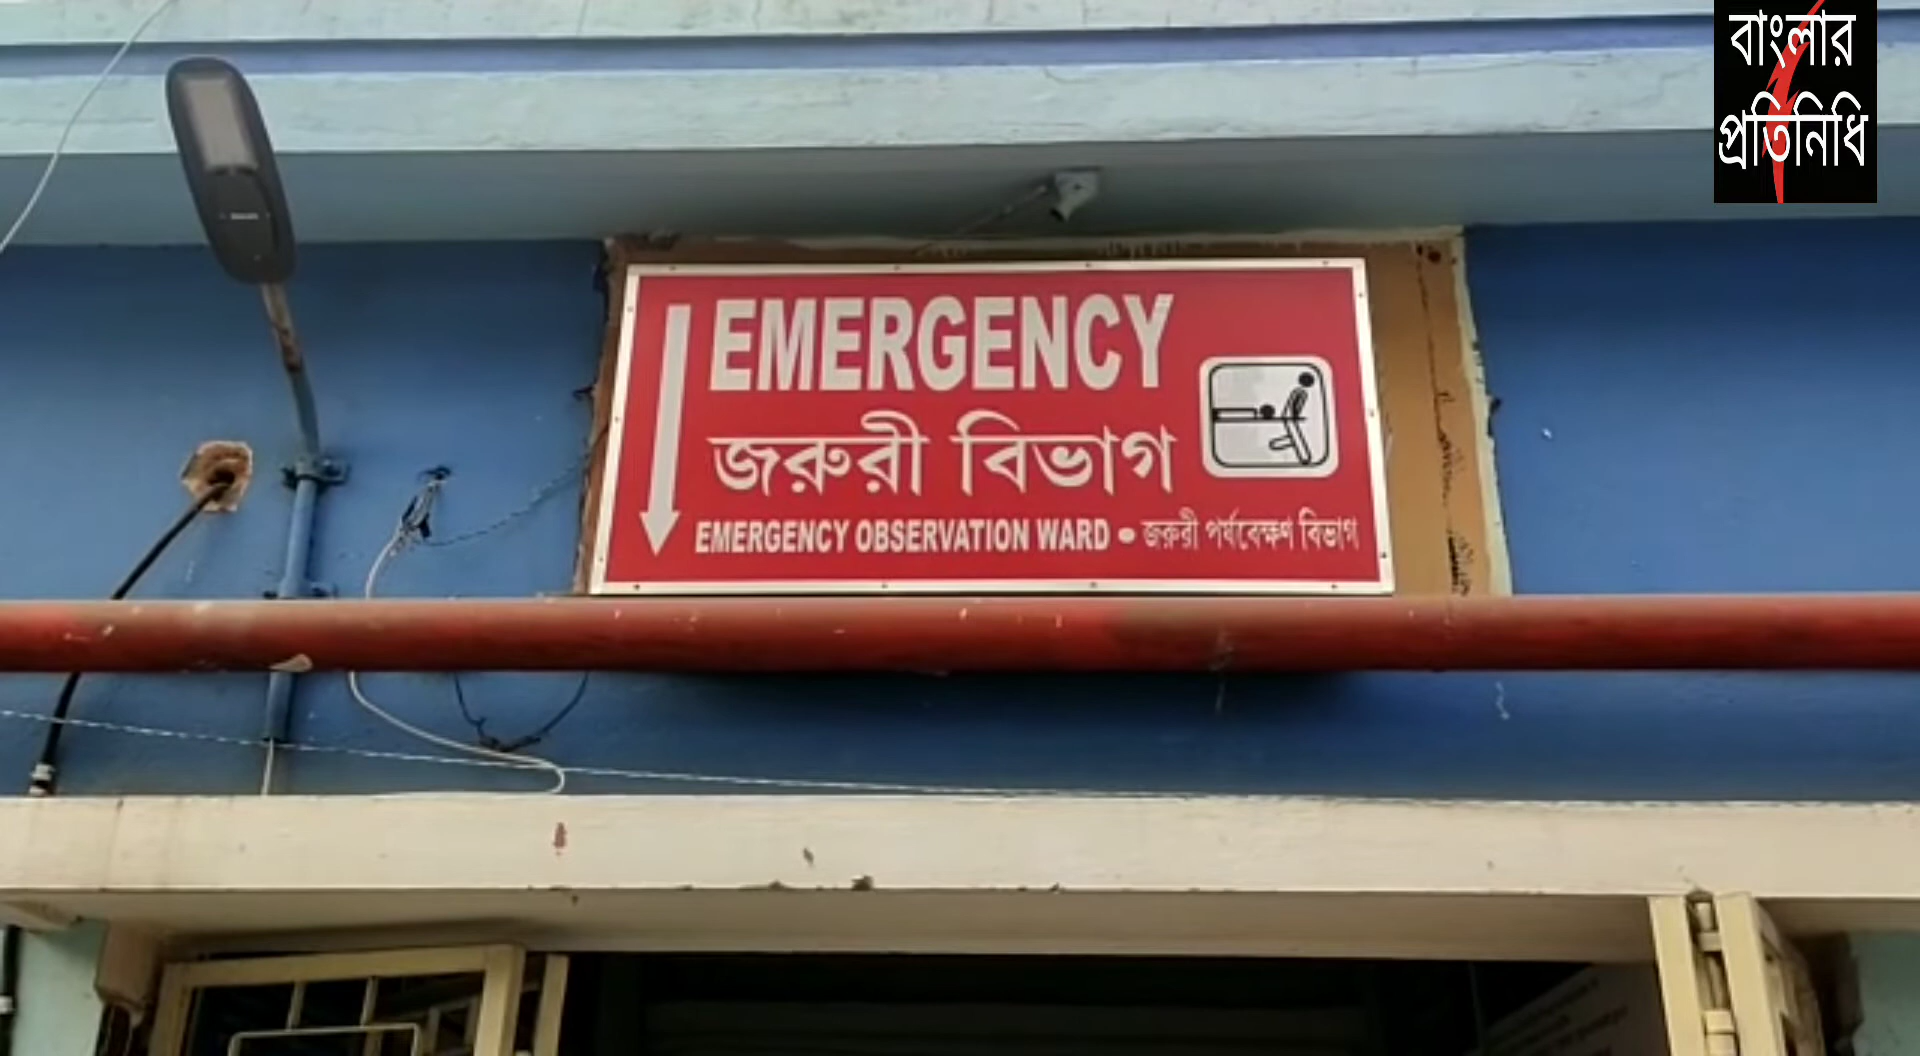 বাংলার
প্রতিনিধি
EMERGENCY
জরুরী বিভাগ
EMERGENCY OBSERVATION WARD • জরুরী পর্যবেক্ষণ বিভাগ